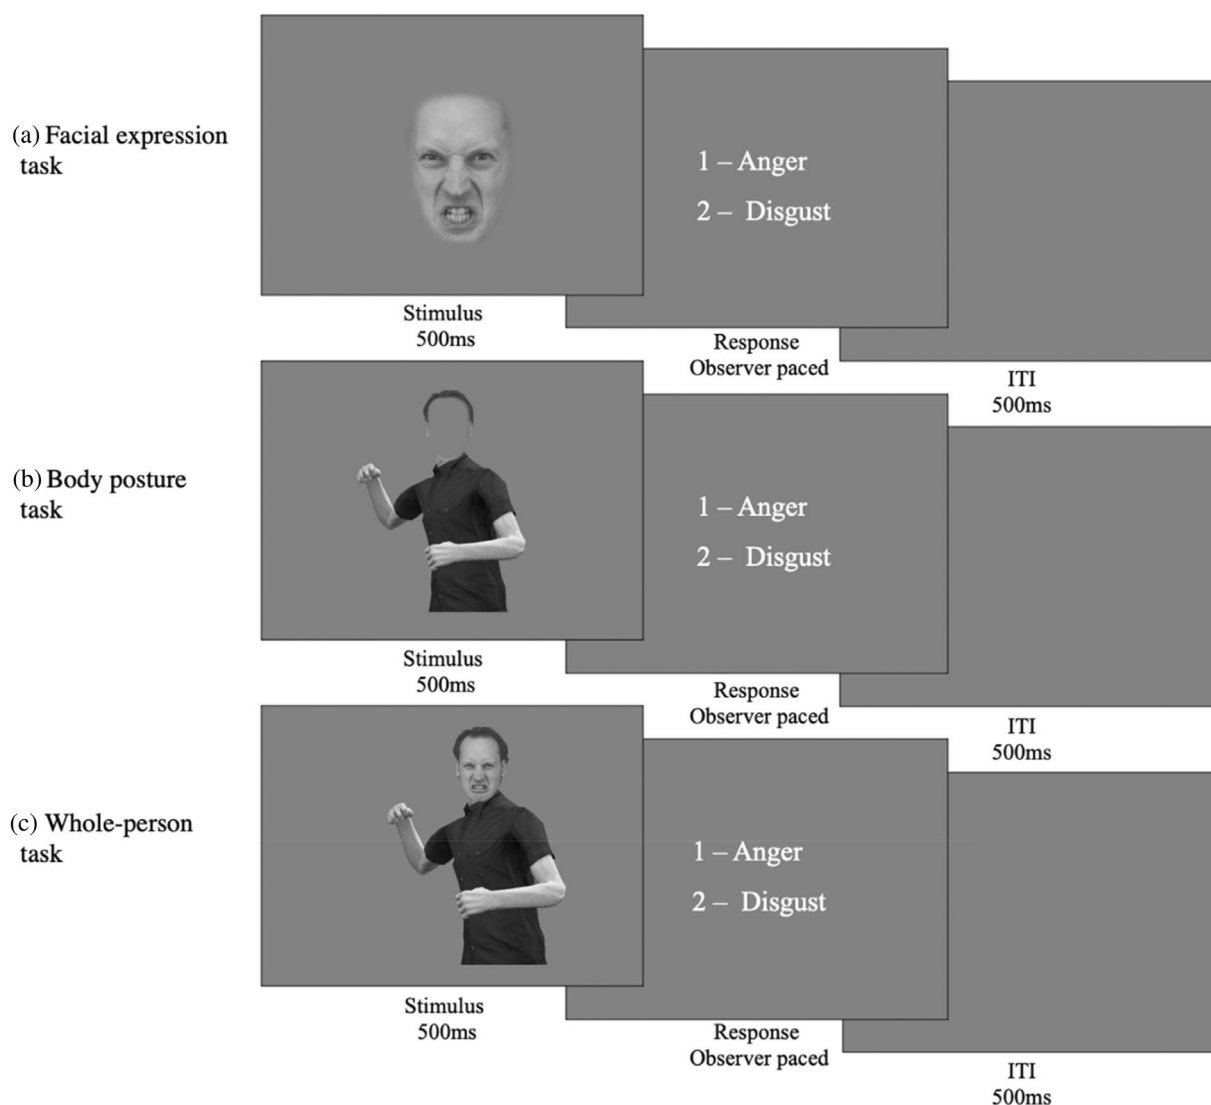 (a) Facial expression
task
1 – Anger
2 – Disgust
Stimulus
500ms
Response
Observer paced
ITI
500ms
(b) Body posture
task
1 – Anger
2 – Disgust
Stimulus
500ms
Response
Observer paced
ITI
500ms
(c) Whole-person
task
1 – Anger
2 – Disgust
Stimulus
500ms
Response
Observer paced
ITI
500ms